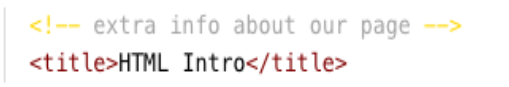 <!-- extra info about our page -->
<title>HTML Intro</title>